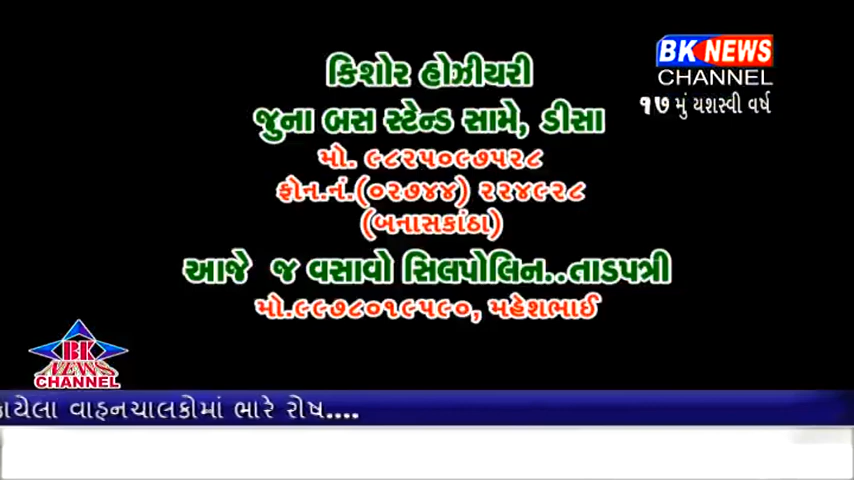 કિશોર હોઝીયરી
જુના બસ સ્ટેન્ડ સામે, ડીસા
મો. ૯૮૨૫૦૯૭૫૨૮
ફોન.નં.(૦૨૭૪૪) ૨૨૪૯૨૮
(બનાસકાંઠા)
આજે જ વસાવો સિલપોલિન..તાડપત્રી
મો.૯૯૭૮૦૧૯૫૯૦, મહેશભાઈ
BK NEWS
CHANNEL
૧૭ મું યશસ્વી વર્ષ
BK
NEWS
CHANNEL
વાહનચાલકોમાં ભારે રોષ....